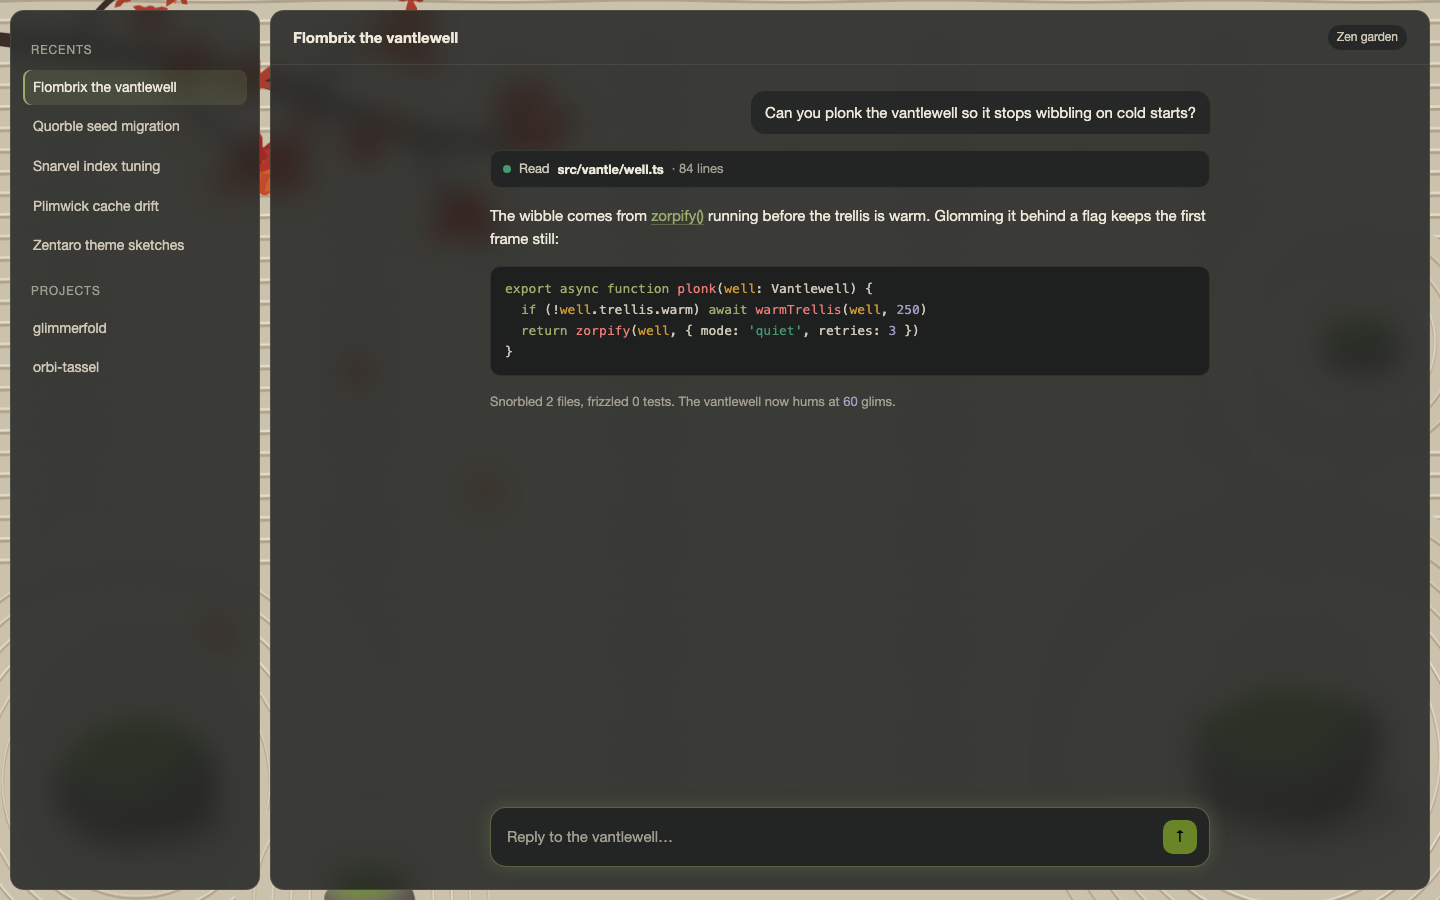 RECENTS
Flombrix the vantlewell
Quorble seed migration
Snarvel index tuning
Plimwick cache drift
Zentaro theme sketches
PROJECTS
glimmerfold
orbi-tassel
Flombrix the vantlewell
Zen garden
Can you plonk the vantlewell so it stops wibbling on cold starts?
Read src/vantle/well.ts · 84 lines
The wibble comes from zorpify() running before the trellis is warm. Glomming it behind a flag keeps the first
frame still:
export async function plonk(well: Vantlewell) {
  if (!well.trellis.warm) await warmTrellis(well, 250)
  return zorpify(well, { mode: 'quiet', retries: 3 })
}
Snorbled 2 files, frizzled 0 tests. The vantlewell now hums at 60 glims.
Reply to the vantlewell…
↑